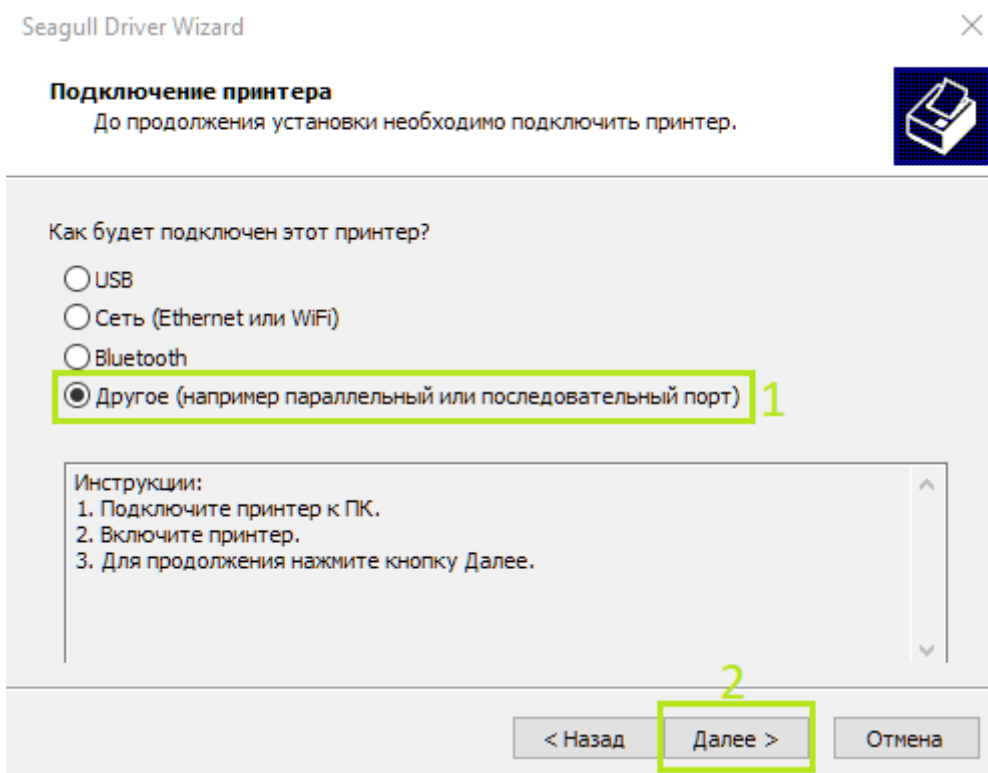 Seagull Driver Wizard
Подключение принтера
До продолжения установки необходимо подключить принтер.
Как будет подключен этот принтер?
USB
Сеть (Ethernet или WiFi)
Bluetooth
Другое (например параллельный или последовательный порт) 1
Инструкции:
1. Подключите принтер к ПК.
2. Включите принтер.
3. Для продолжения нажмите кнопку Далее.
2
< Назад Далее > Отмена